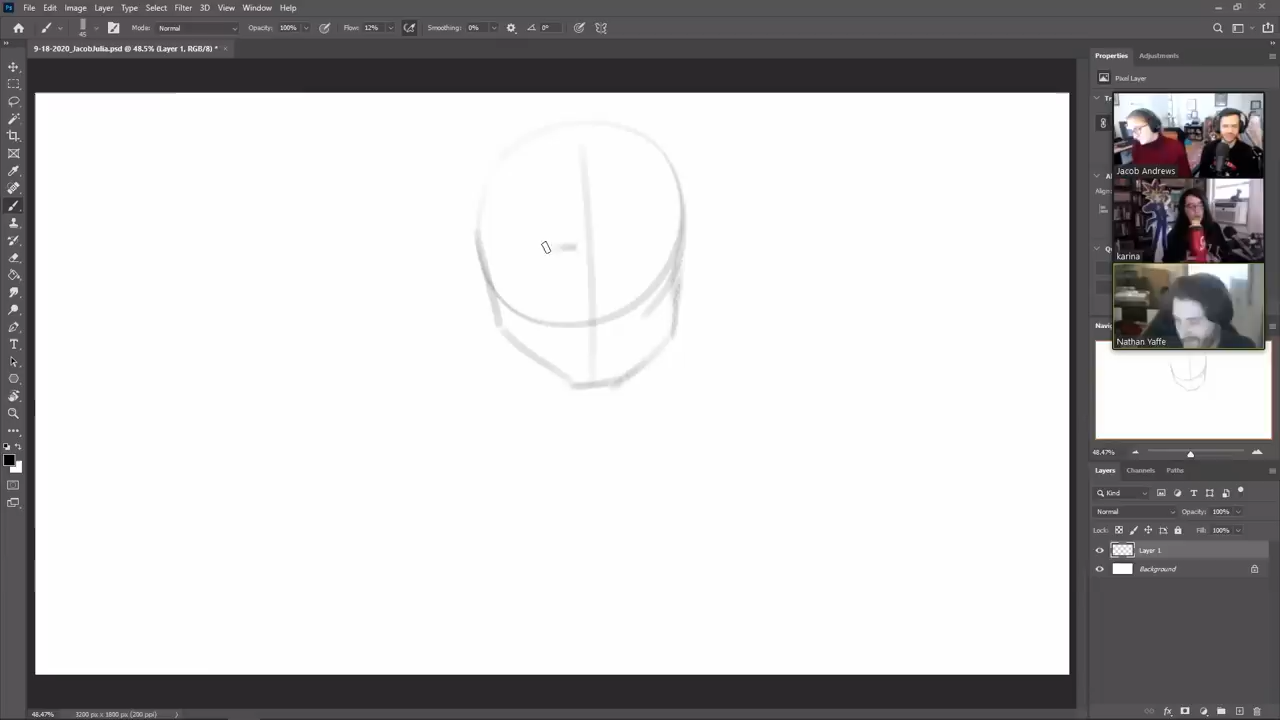 File Edit Image Layer Type Select Filter 3D View Window Help
45 Mode: Normal Opacity: 100% Flow: 12% Smoothing: 0% 0°
9-18-2020_JacobJulia.psd @ 48.5% (Layer 1, RGB/8) * ×
Properties Adjustments
Pixel Layer
Jacob Andrews
karina
Nathan Yaffe
48.47%
Layers Channels Paths
Kind
Normal Opacity: 100%
Lock: Fill: 100%
Layer 1
Background
48.47% 3200 px x 1800 px (200 ppi)